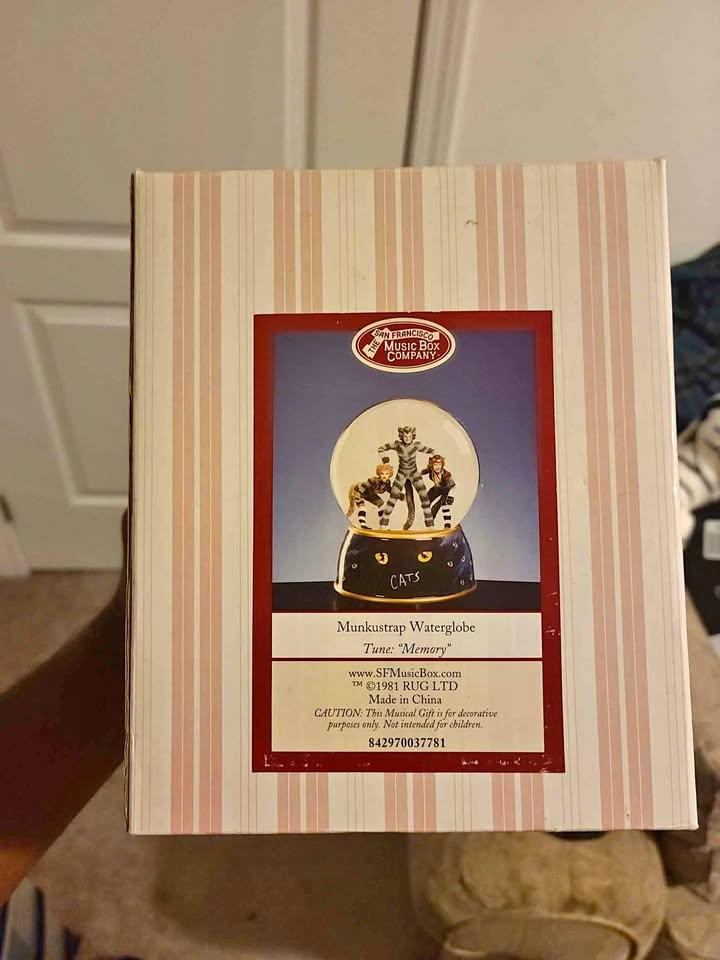 THE SAN FRANCISCO
MUSIC BOX
COMPANY™
CATS
Munkustrap Waterglobe
Tune: "Memory"
www.SFMusicBox.com
™ ©1981 RUG LTD
Made in China
CAUTION: This Musical Gift is for decorative
purposes only. Not intended for children.
842970037781